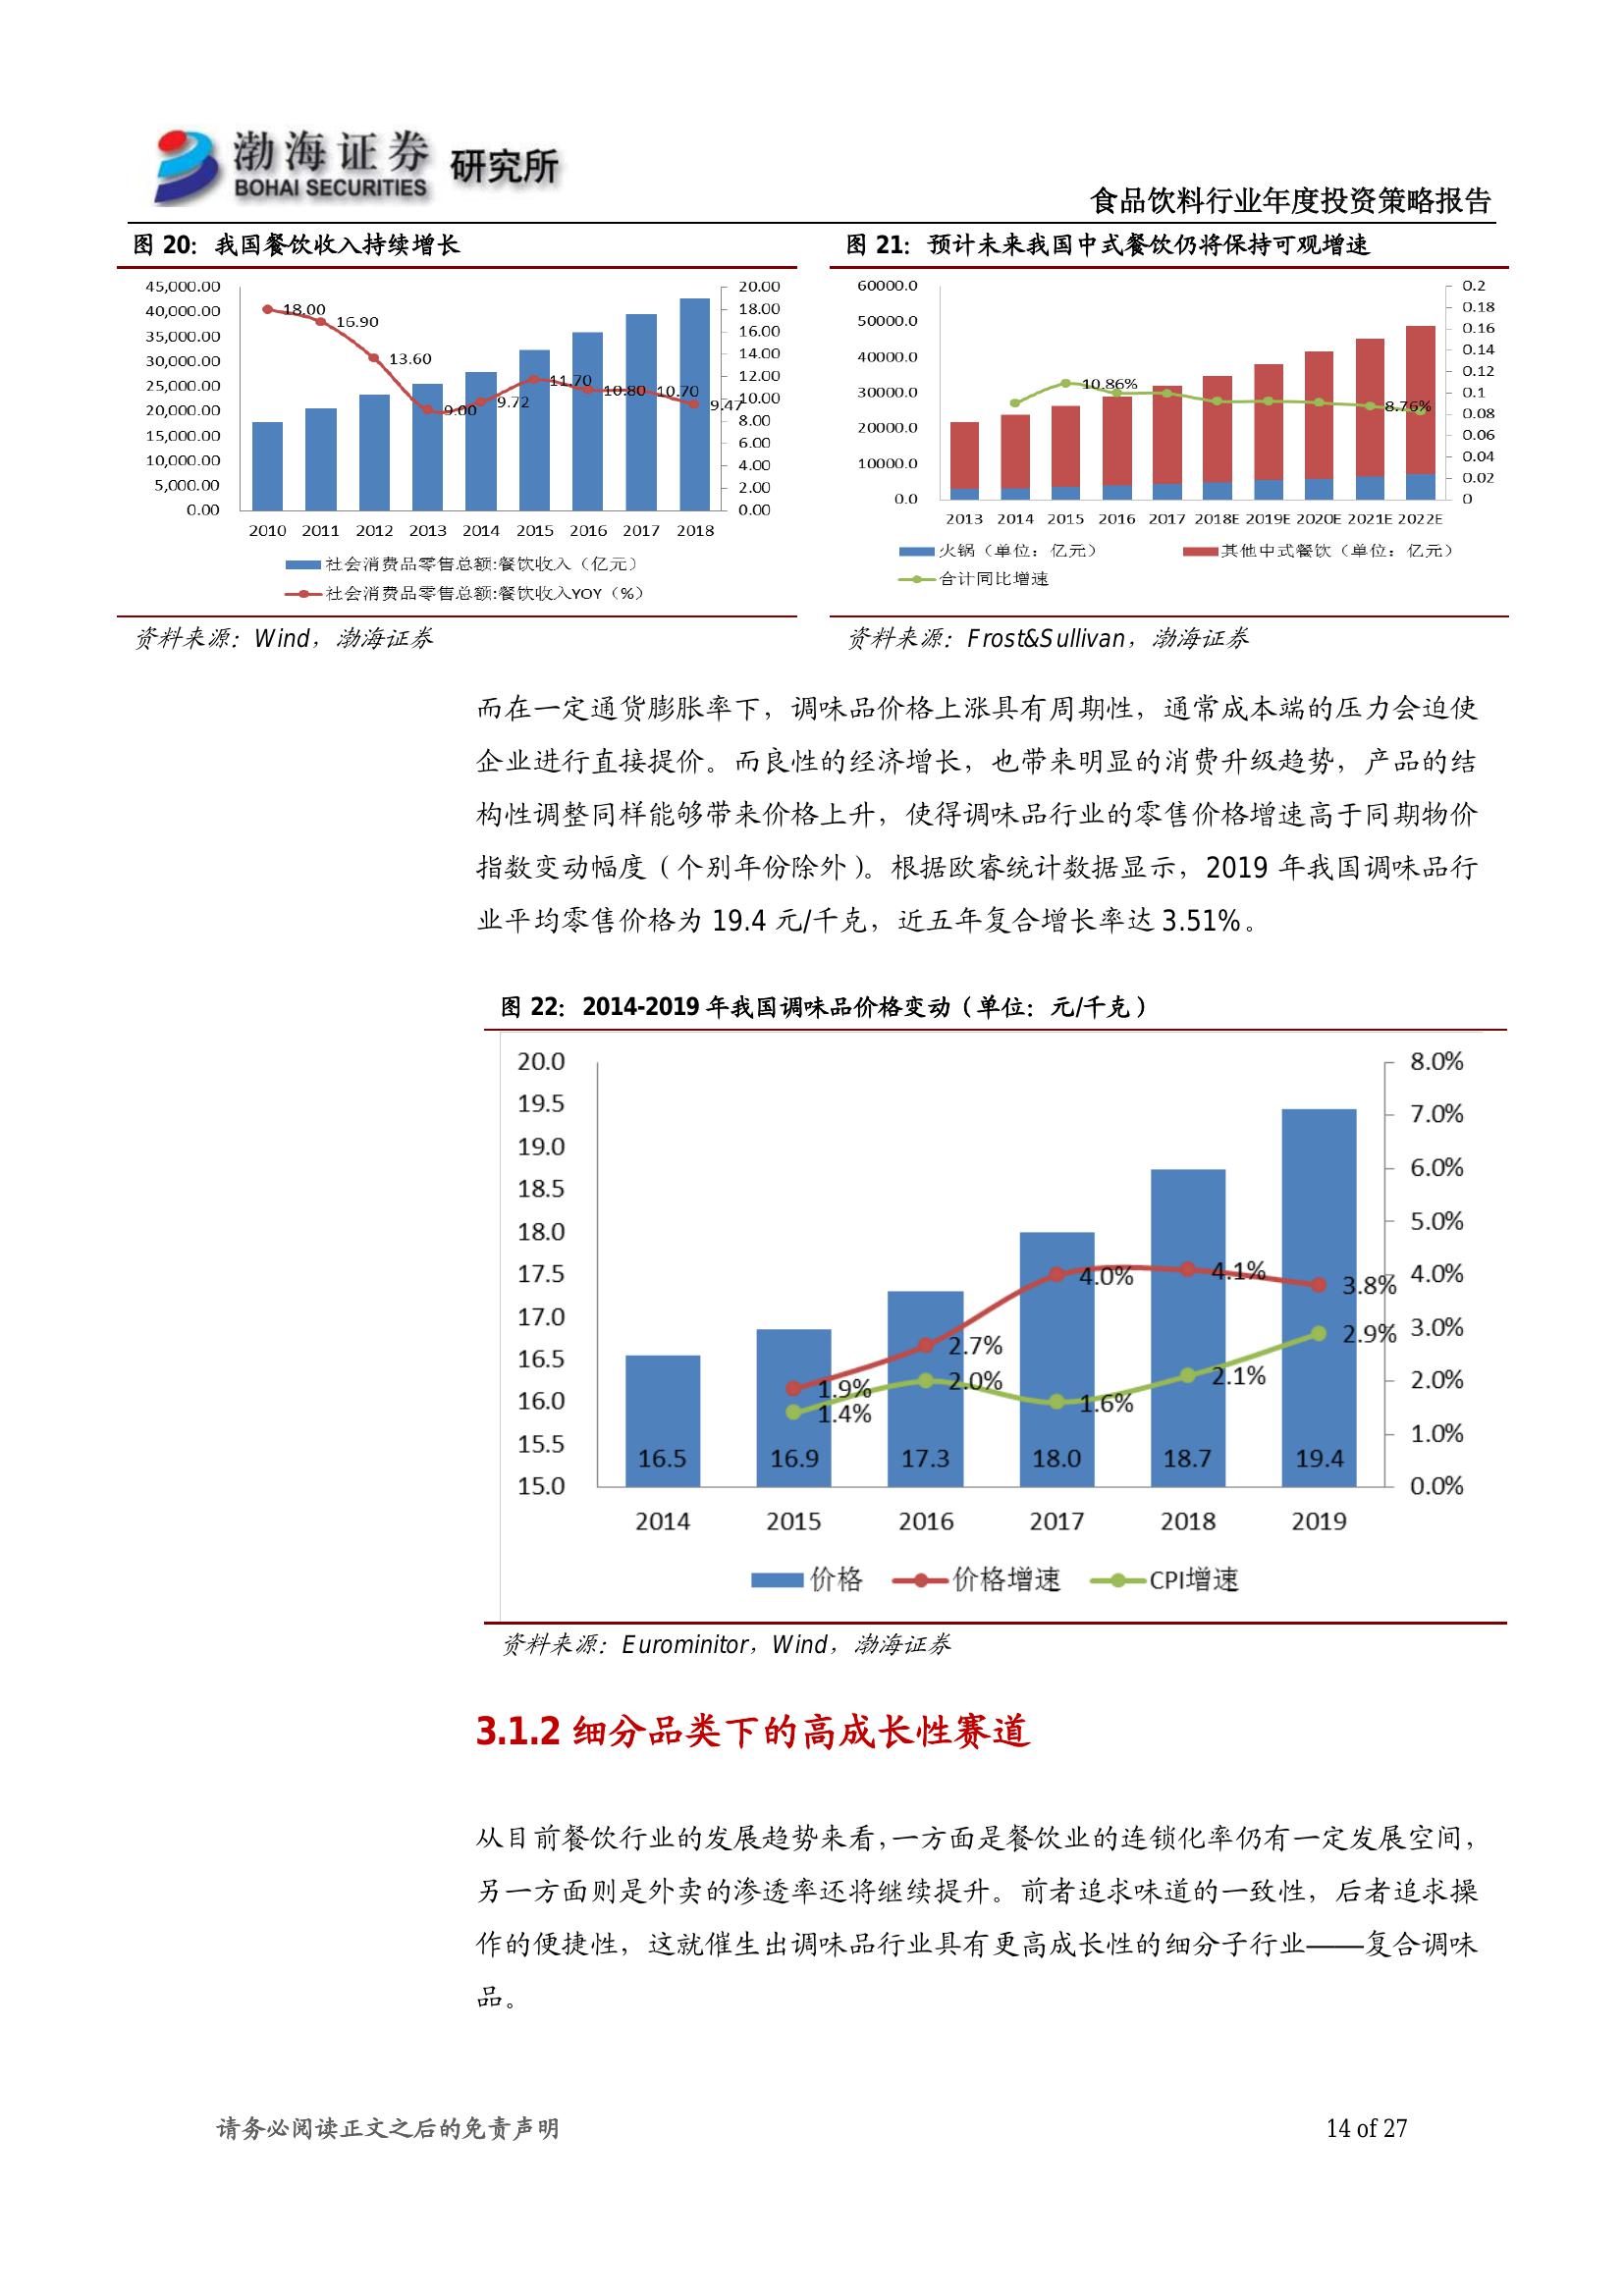 渤海证券 研究所
BOHAI SECURITIES
食品饮料行业年度投资策略报告
图 20：我国餐饮收入持续增长
45,000.00
40,000.00
35,000.00
30,000.00
25,000.00
20,000.00
15,000.00
10,000.00
5,000.00
0.00
20.00
18.00
16.00
14.00
12.00
10.00
8.00
6.00
4.00
2.00
0.00
18.00
16.90
13.60
9.00
9.72
11.70
10.80
10.70
9.47
2010 2011 2012 2013 2014 2015 2016 2017 2018
社会消费品零售总额:餐饮收入（亿元）
社会消费品零售总额:餐饮收入YOY（%）
资料来源：Wind，渤海证券
图 21：预计未来我国中式餐饮仍将保持可观增速
60000.0
50000.0
40000.0
30000.0
20000.0
10000.0
0.0
0.2
0.18
0.16
0.14
0.12
0.1
0.08
0.06
0.04
0.02
0
10.86%
8.76%
2013 2014 2015 2016 2017 2018E 2019E 2020E 2021E 2022E
火锅（单位：亿元） 其他中式餐饮（单位：亿元）
合计同比增速
资料来源：Frost&Sullivan，渤海证券
而在一定通货膨胀率下，调味品价格上涨具有周期性，通常成本端的压力会迫使
企业进行直接提价。而良性的经济增长，也带来明显的消费升级趋势，产品的结
构性调整同样能够带来价格上升，使得调味品行业的零售价格增速高于同期物价
指数变动幅度（个别年份除外）。根据欧睿统计数据显示，2019 年我国调味品行
业平均零售价格为 19.4 元/千克，近五年复合增长率达 3.51%。
图 22：2014-2019 年我国调味品价格变动（单位：元/千克）
20.0
19.5
19.0
18.5
18.0
17.5
17.0
16.5
16.0
15.5
15.0
8.0%
7.0%
6.0%
5.0%
4.0%
3.0%
2.0%
1.0%
0.0%
1.9%
2.7%
4.0%
4.1%
3.8%
1.4%
2.0%
1.6%
2.1%
2.9%
16.5 16.9 17.3 18.0 18.7 19.4
2014 2015 2016 2017 2018 2019
价格 价格增速 CPI增速
资料来源：Eurominitor，Wind，渤海证券
3.1.2 细分品类下的高成长性赛道
从目前餐饮行业的发展趋势来看，一方面是餐饮业的连锁化率仍有一定发展空间，
另一方面则是外卖的渗透率还将继续提升。前者追求味道的一致性，后者追求操
作的便捷性，这就催生出调味品行业具有更高成长性的细分子行业——复合调味
品。
请务必阅读正文之后的免责声明
14 of 27